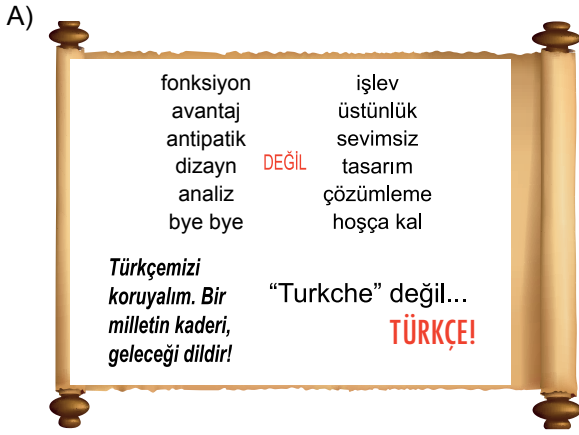 A)
fonksiyon işlev
avantaj üstünlük
antipatik sevimsiz
dizayn DEĞİL tasarım
analiz çözümleme
bye bye hoşça kal
Türkçemizi
koruyalım. Bir
milletin kaderi,
geleceği dildir!
“Turkche” değil...
TÜRKÇE!